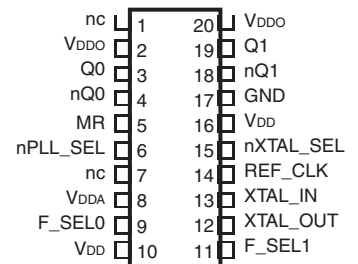 nc 1 20 VDDO
VDDO 2 19 Q1
Q0 3 18 nQ1
nQ0 4 17 GND
MR 5 16 VDD
nPLL_SEL 6 15 nXTAL_SEL
nc 7 14 REF_CLK
VDDA 8 13 XTAL_IN
F_SEL0 9 12 XTAL_OUT
VDD 10 11 F_SEL1